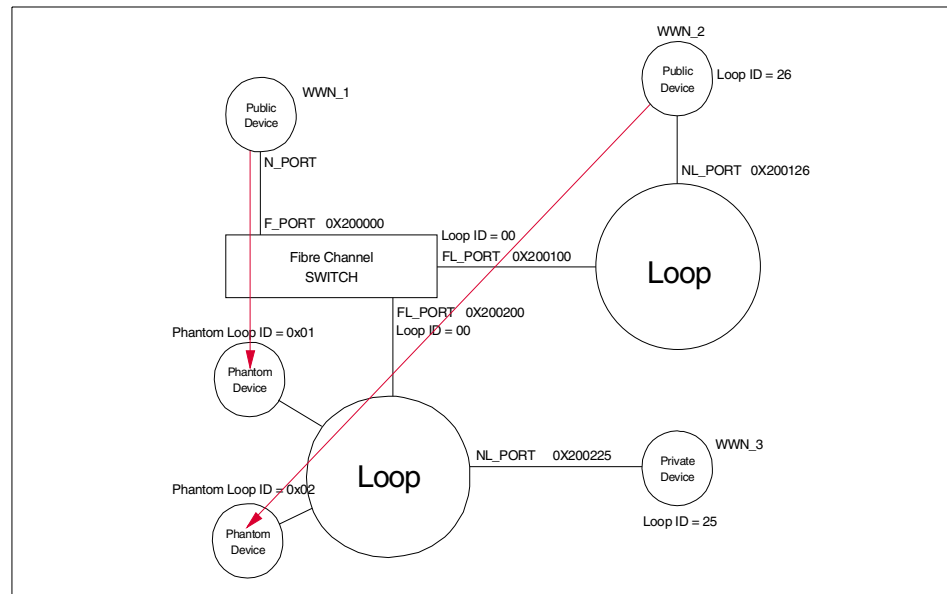 WWN_2
Public
Device
Loop ID = 26
WWN_1
Public
Device
N_PORT
NL_PORT 0X200126
F_PORT 0X200000
Loop ID = 00
Fibre Channel
SWITCH
FL_PORT 0X200100
Loop
FL_PORT 0X200200
Loop ID = 00
Phantom Loop ID = 0x01
Phantom
Device
NL_PORT 0X200225
WWN_3
Private
Device
Loop
Phantom Loop ID = 0x02
Loop ID = 25
Phantom
Device